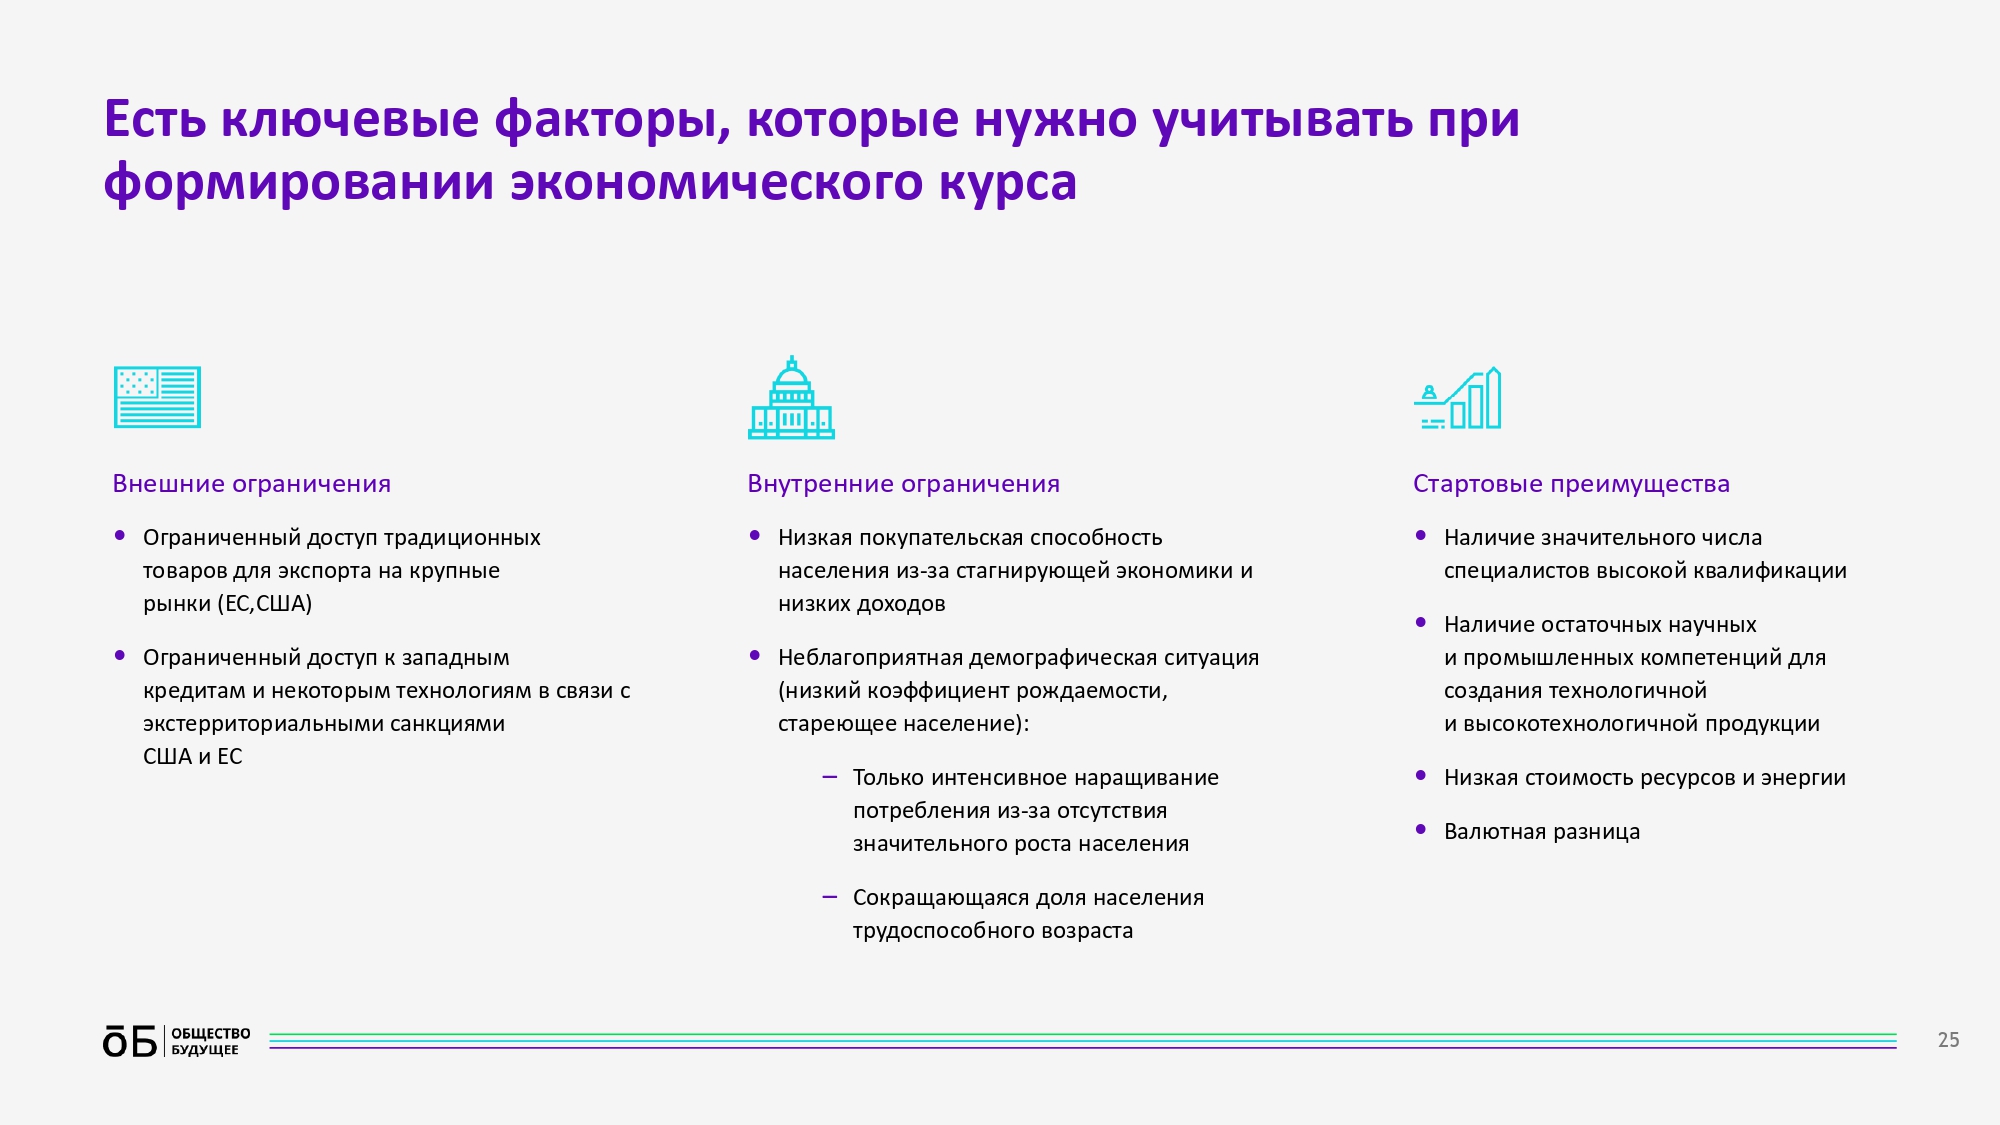 Есть ключевые факторы, которые нужно учитывать при
формировании экономического курса
Внешние ограничения
• Ограниченный доступ традиционных
товаров для экспорта на крупные
рынки (ЕС,США)
• Ограниченный доступ к западным
кредитам и некоторым технологиям в связи с
экстерриториальными санкциями
США и ЕС
Внутренние ограничения
• Низкая покупательская способность
населения из-за стагнирующей экономики и
низких доходов
• Неблагоприятная демографическая ситуация
(низкий коэффициент рождаемости,
стареющее население):
– Только интенсивное наращивание
потребления из-за отсутствия
значительного роста населения
– Сокращающаяся доля населения
трудоспособного возраста
Стартовые преимущества
• Наличие значительного числа
специалистов высокой квалификации
• Наличие остаточных научных
и промышленных компетенций для
создания технологичной
и высокотехнологичной продукции
• Низкая стоимость ресурсов и энергии
• Валютная разница
ōБ
ОБЩЕСТВО
БУДУЩЕЕ
25